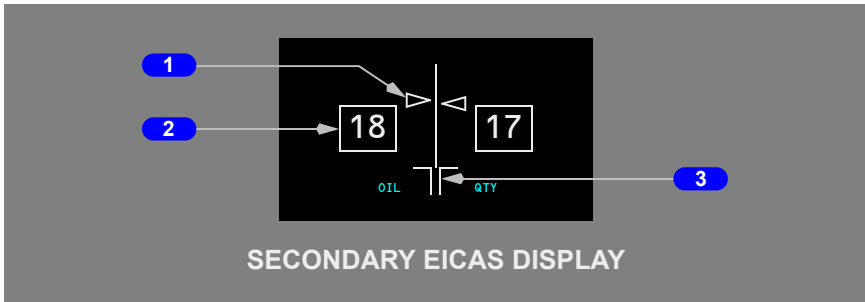 1
2
18 17
3
OIL QTY
SECONDARY EICAS DISPLAY